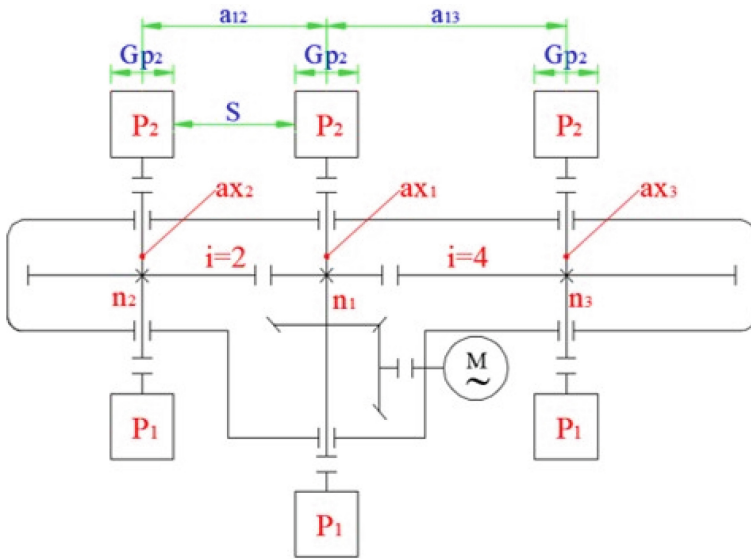 a12 a13
Gp2 Gp2 Gp2
S
P2 P2 P2
ax2 ax1 ax3
i=2 i=4
n2 n1 n3
M
~
P1 P1
P1